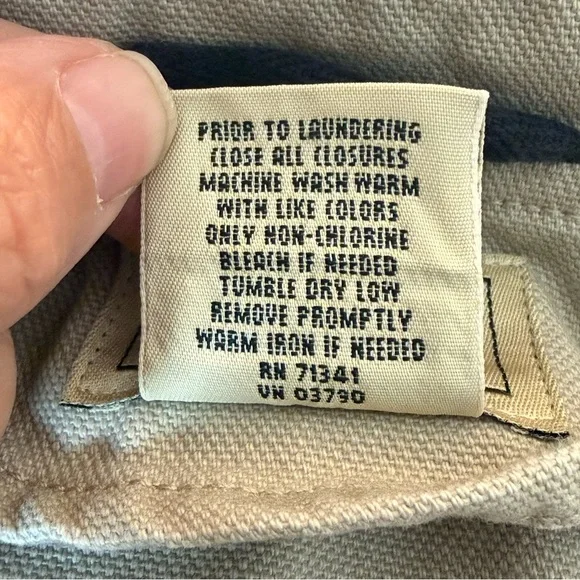 PRIOR TO LAUNDERING
CLOSE ALL CLOSURES
MACHINE WASH WARM
WITH LIKE COLORS
ONLY NON-CHLORINE
BLEACH IF NEEDED
TUMBLE DRY LOW
REMOVE PROMPTLY
WARM IRON IF NEEDED
RN 71341
VN 03790